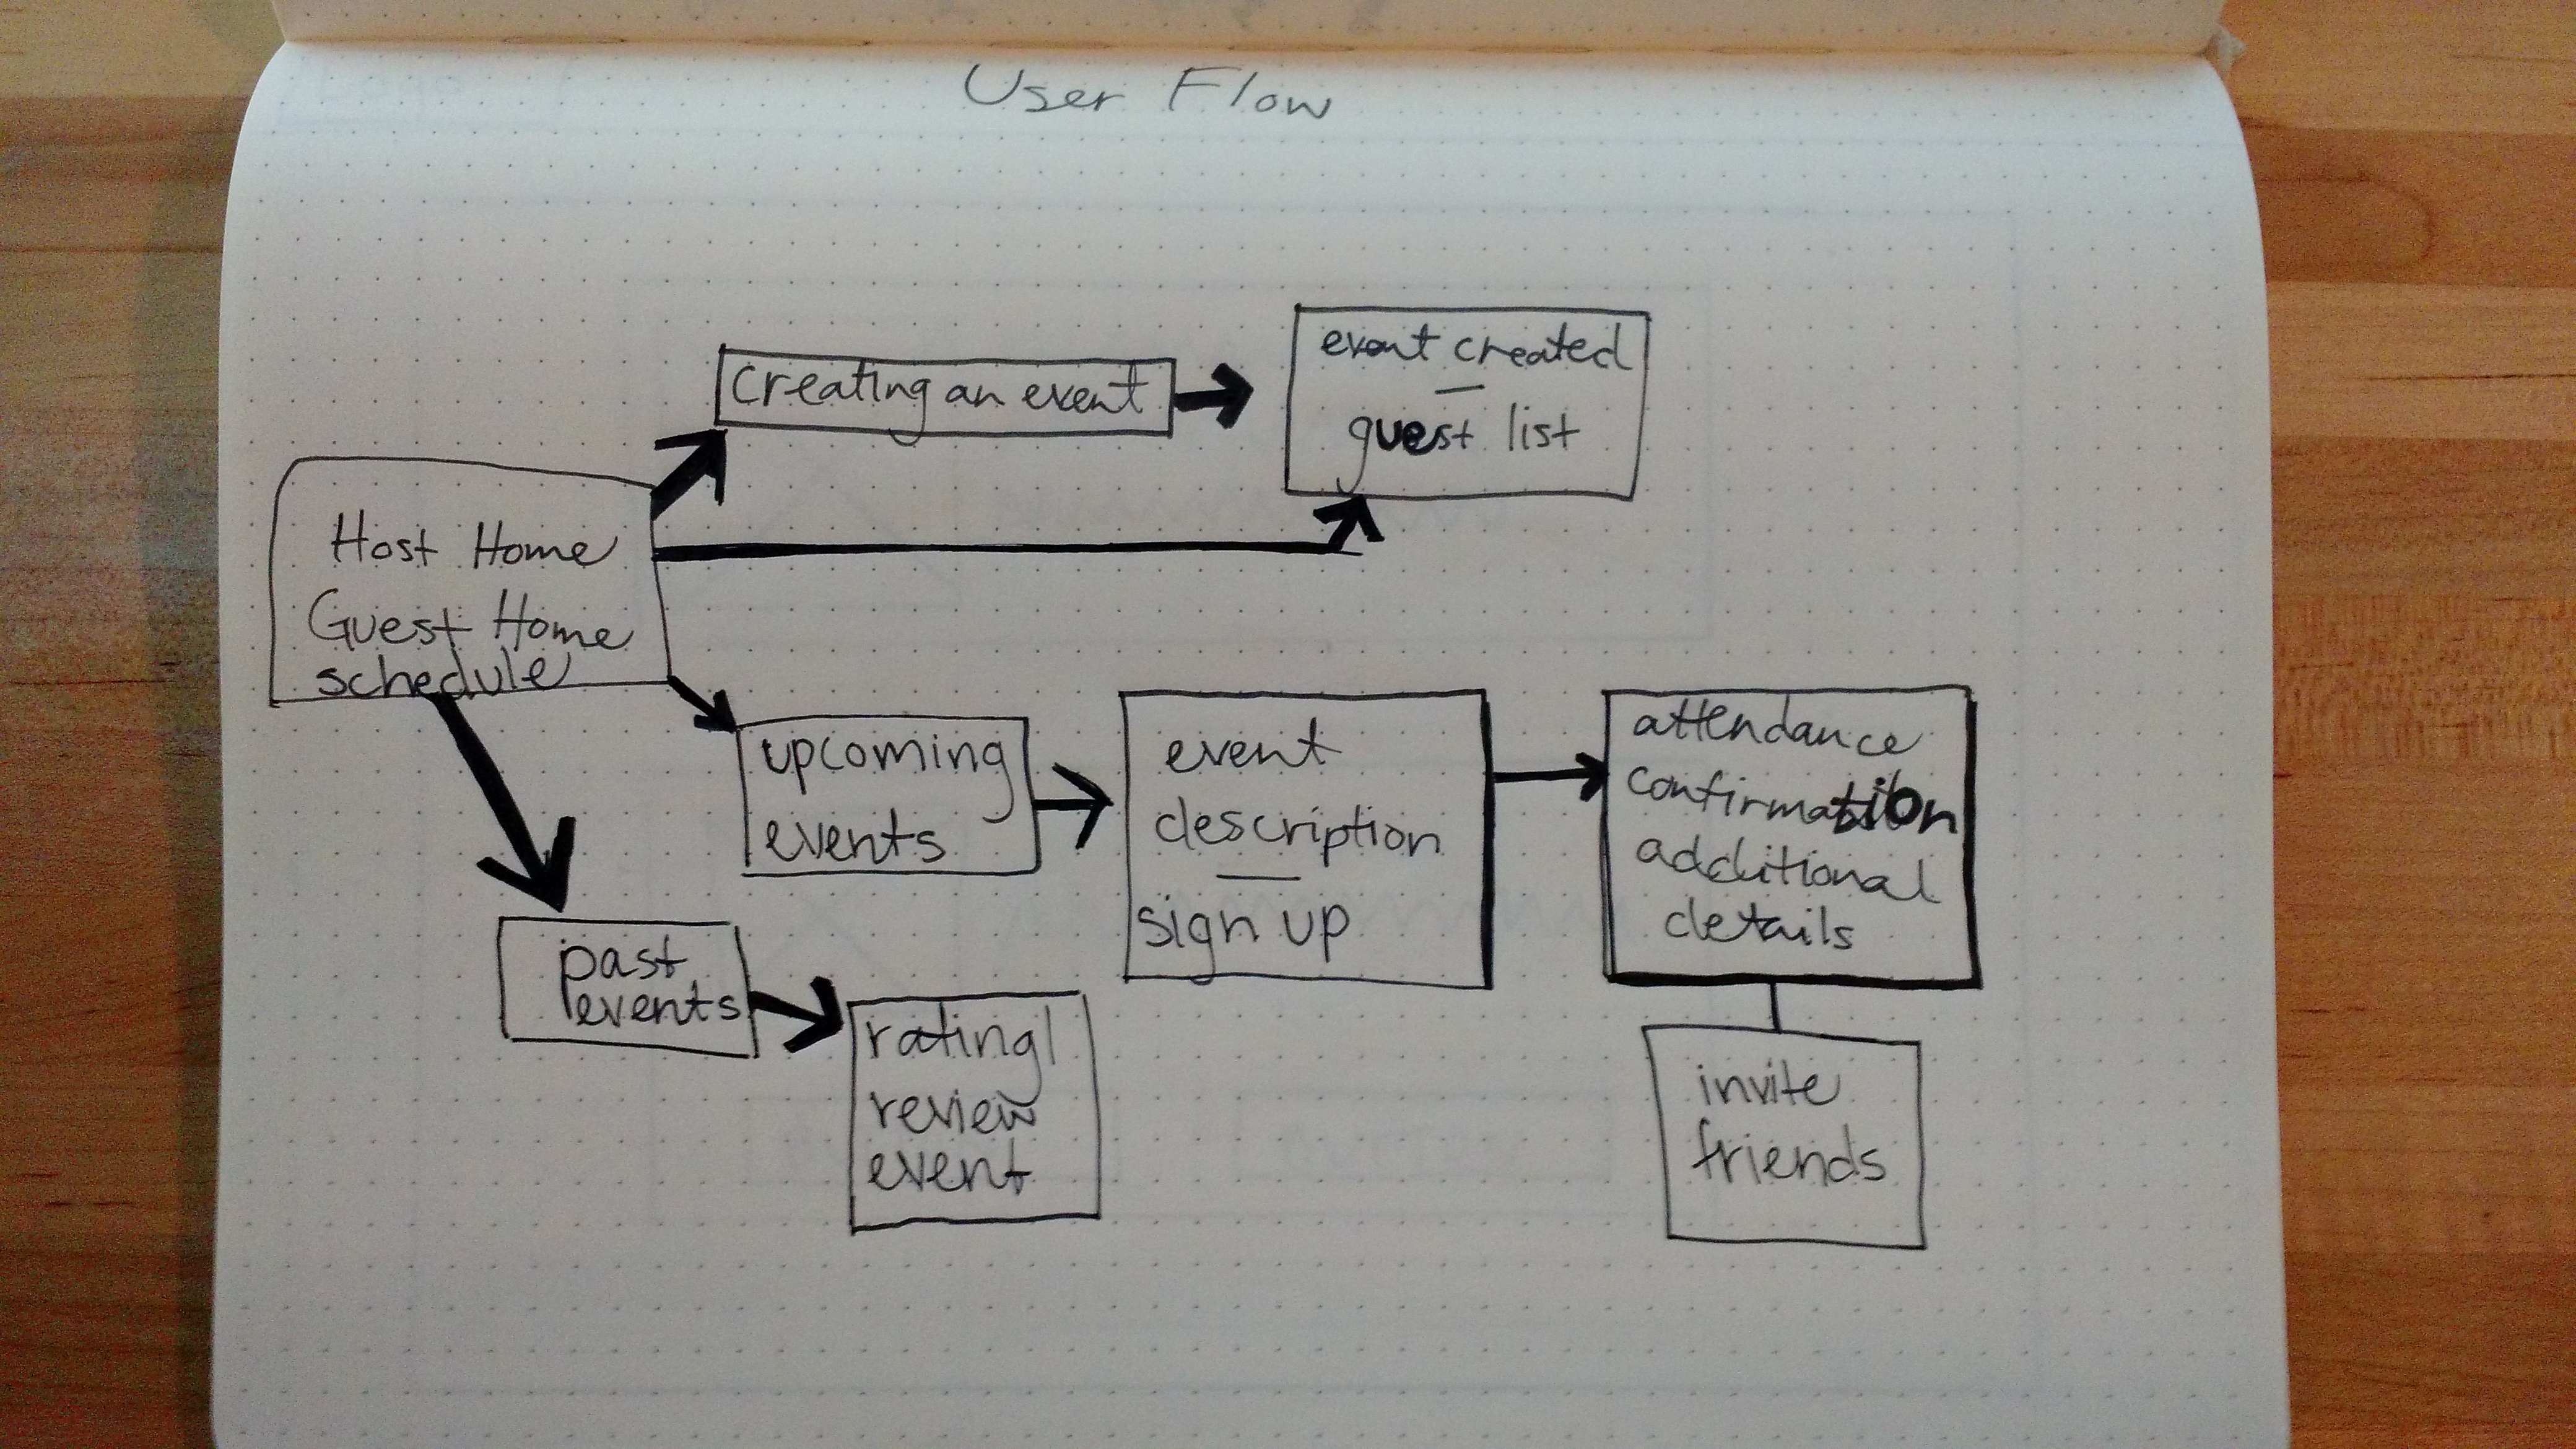 User Flow
creating an event
event created
—
guest list
Host Home
Guest Home
schedule
upcoming
events
event
description
—
sign up
attendance
confirmation
additional
details
past
events
rating/
review
event
invite
friends